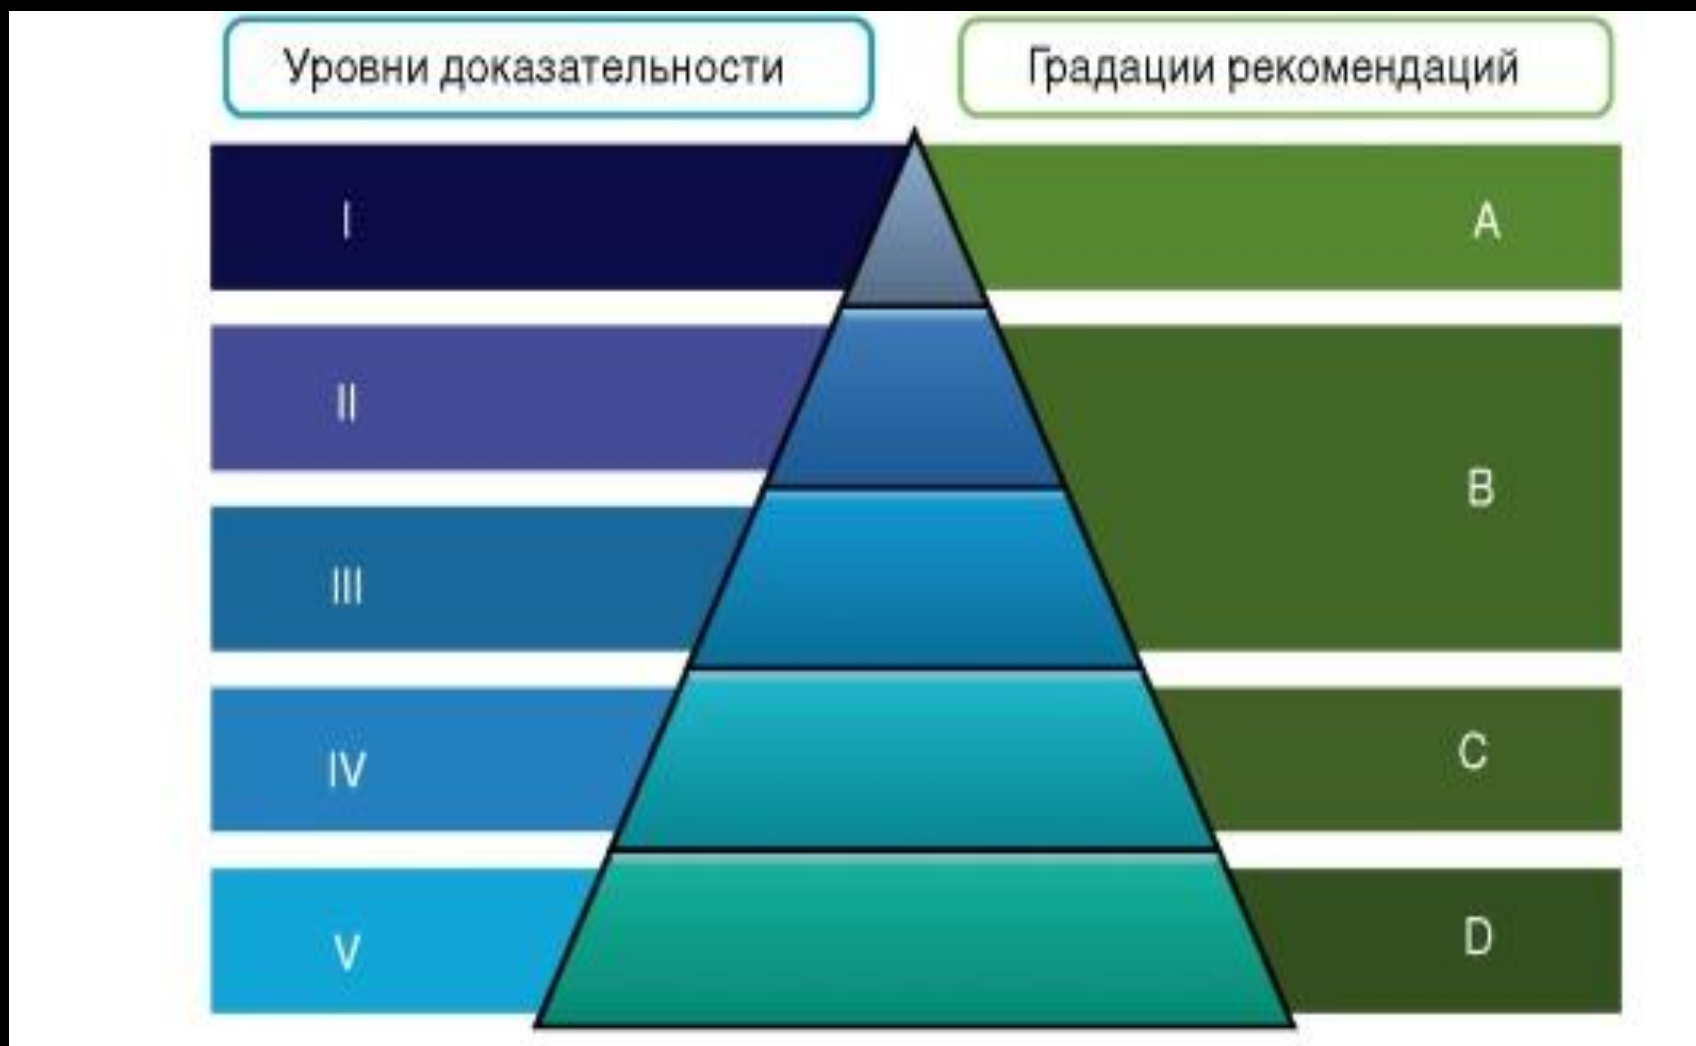 Уровни доказательности
Градации рекомендаций
I
A
II
B
III
IV
C
V
D